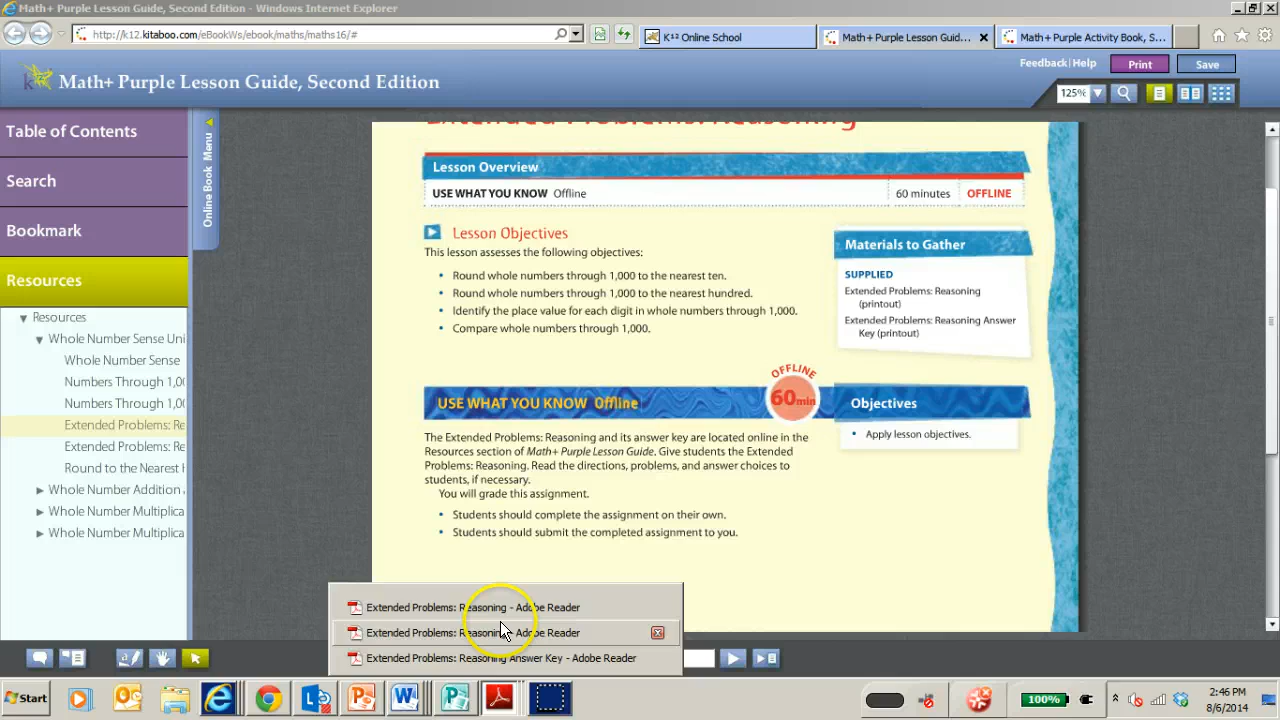 Math+ Purple Lesson Guide, Second Edition - Windows Internet Explorer
http://k12.kitaboo.com/eBookWs/ebook/maths/maths16/#
K¹² Online School
Math+ Purple Lesson Guid...
Math+ Purple Activity Book, S...
Feedback|Help
Print
Save
Math+ Purple Lesson Guide, Second Edition
125%
Table of Contents
Search
Bookmark
Resources
Online Book Menu
Resources
Whole Number Sense Uni
Whole Number Sense
Numbers Through 1,00
Numbers Through 1,00
Extended Problems: Re
Extended Problems: Re
Round to the Nearest H
Whole Number Addition
Whole Number Multiplica
Whole Number Multiplica
Extended Problems: Reasoning
Lesson Overview
USE WHAT YOU KNOW Offline
60 minutes
OFFLINE
Lesson Objectives
This lesson assesses the following objectives:
• Round whole numbers through 1,000 to the nearest ten.
• Round whole numbers through 1,000 to the nearest hundred.
• Identify the place value for each digit in whole numbers through 1,000.
• Compare whole numbers through 1,000.
Materials to Gather
SUPPLIED
Extended Problems: Reasoning
(printout)
Extended Problems: Reasoning Answer
Key (printout)
USE WHAT YOU KNOW Offline
OFFLINE
60min
Objectives
• Apply lesson objectives.
The Extended Problems: Reasoning and its answer key are located online in the
Resources section of Math+ Purple Lesson Guide. Give students the Extended
Problems: Reasoning. Read the directions, problems, and answer choices to
students, if necessary.
You will grade this assignment.
• Students should complete the assignment on their own.
• Students should submit the completed assignment to you.
Extended Problems: Reasoning - Adobe Reader
Extended Problems: Reasoning - Adobe Reader
Extended Problems: Reasoning Answer Key - Adobe Reader
Start
100%
2:46 PM
8/6/2014